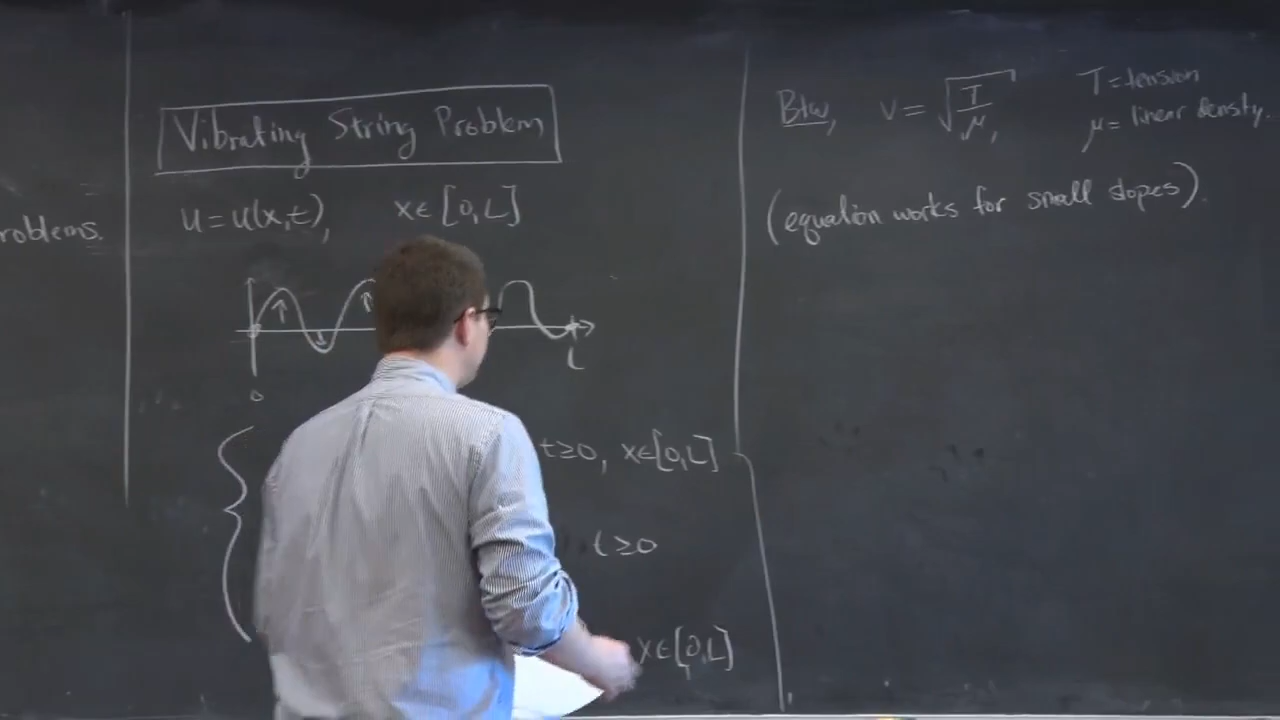 roblems.
Vibrating String Problem
u = u(x,t), x∈[0,L]
0
L
t≥0, x∈[0,L]
t≥0
x∈[0,L]
Btw, v = √(T/μ), T = tension
μ = linear density.
(equation works for small slopes).